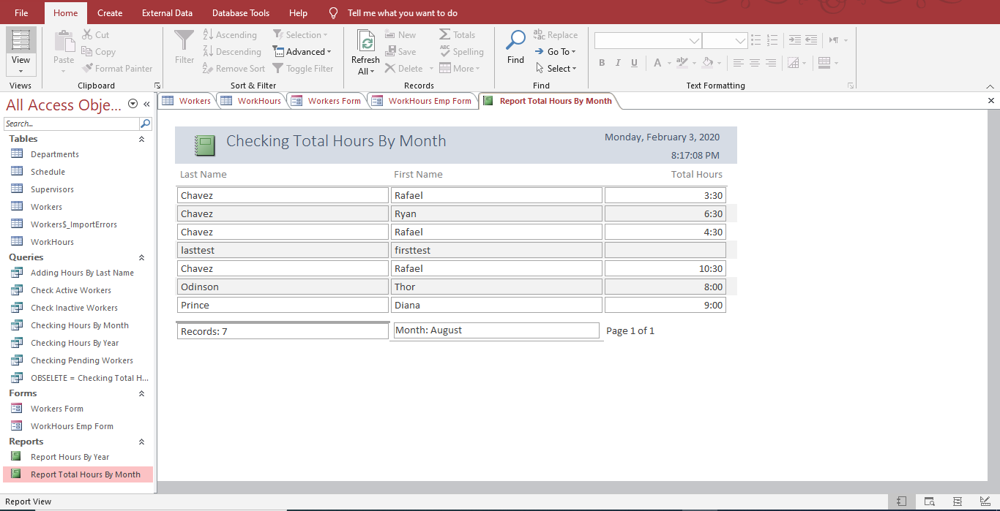 File Home Create External Data Database Tools Help Tell me what you want to do
View
Views
Paste
Cut
Copy
Format Painter
Clipboard
Filter
Ascending
Descending
Remove Sort
Selection
Advanced
Toggle Filter
Sort & Filter
Refresh
All
New
Save
Delete
Totals
Spelling
More
Records
Find
Replace
Go To
Select
Find
B I U A
Text Formatting
All Access Obje...
Search...
Tables
Departments
Schedule
Supervisors
Workers
Workers$_ImportErrors
WorkHours
Queries
Adding Hours By Last Name
Check Active Workers
Check Inactive Workers
Checking Hours By Month
Checking Hours By Year
Checking Pending Workers
OBSELETE = Checking Total H...
Forms
Workers Form
WorkHours Emp Form
Reports
Report Hours By Year
Report Total Hours By Month
Workers WorkHours Workers Form WorkHours Emp Form Report Total Hours By Month
Checking Total Hours By Month
Monday, February 3, 2020
8:17:08 PM
Last Name First Name Total Hours
Chavez Rafael 3:30
Chavez Ryan 6:30
Chavez Rafael 4:30
lasttest firsttest
Chavez Rafael 10:30
Odinson Thor 8:00
Prince Diana 9:00
Records: 7 Month: August Page 1 of 1
Report View